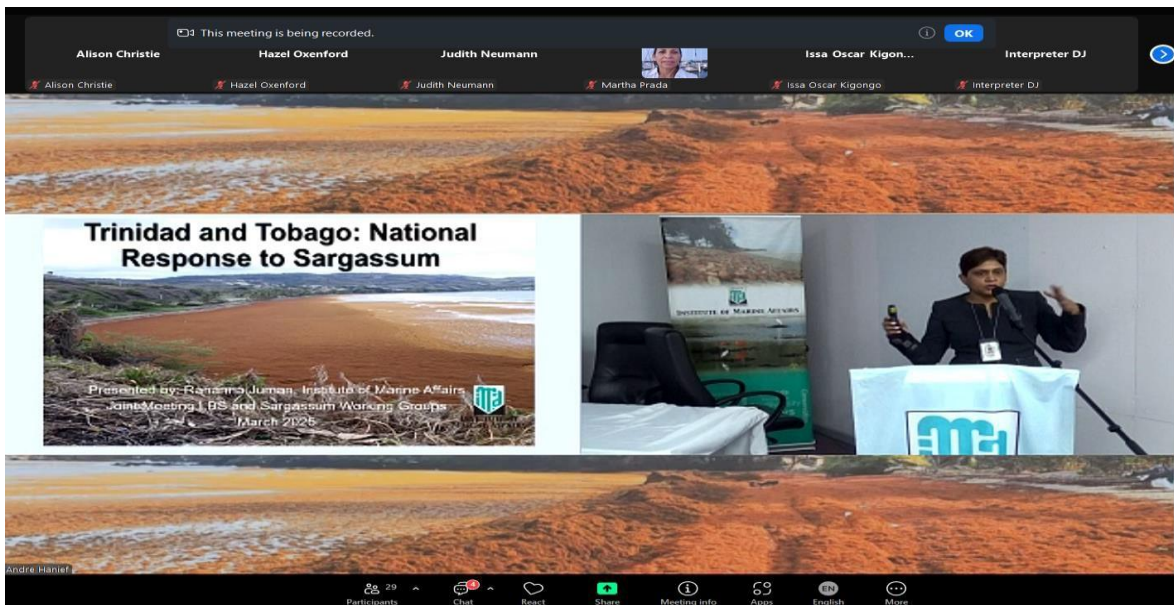 This meeting is being recorded.
OK
Alison Christie
Hazel Oxenford
Judith Neumann
Issa Oscar Kigon...
Interpreter DJ
Alison Christie
Hazel Oxenford
Judith Neumann
Martha Prada
Issa Oscar Kigongo
Interpreter DJ
Trinidad and Tobago: National
Response to Sargassum
Presented by: Rahanna Juman, Institute of Marine Affairs
Joint Meeting LBS and Sargassum Working Groups
March 2025
INSTITUTE OF MARINE AFFAIRS
ima
Andre Hanief
29
4
EN
Participants
Chat
React
Share
Meeting info
Apps
English
More